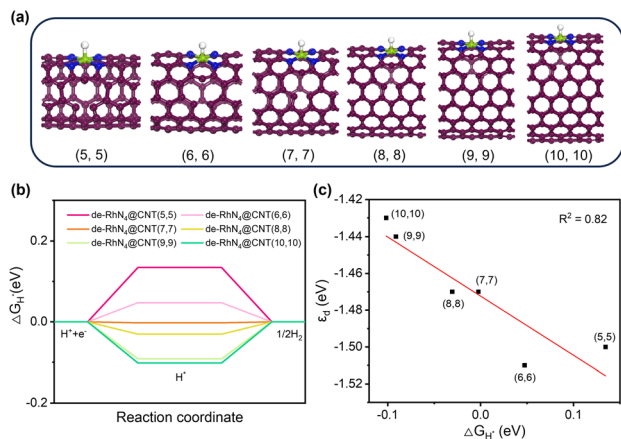 (a)
(5, 5) (6, 6) (7, 7) (8, 8) (9, 9) (10, 10)
(b)
de-RhN4@CNT(5,5) de-RhN4@CNT(6,6)
de-RhN4@CNT(7,7) de-RhN4@CNT(8,8)
de-RhN4@CNT(9,9) de-RhN4@CNT(10,10)
ΔGH* (eV)
0.2
0.0
-0.2
H⁺+e⁻
H*
1/2H2
Reaction coordinate
(c)
R² = 0.82
εd (eV)
-1.42
-1.44
-1.46
-1.48
-1.50
-1.52
(10,10)
(9,9)
(7,7)
(8,8)
(5,5)
(6,6)
-0.1 0.0 0.1
ΔGH* (eV)